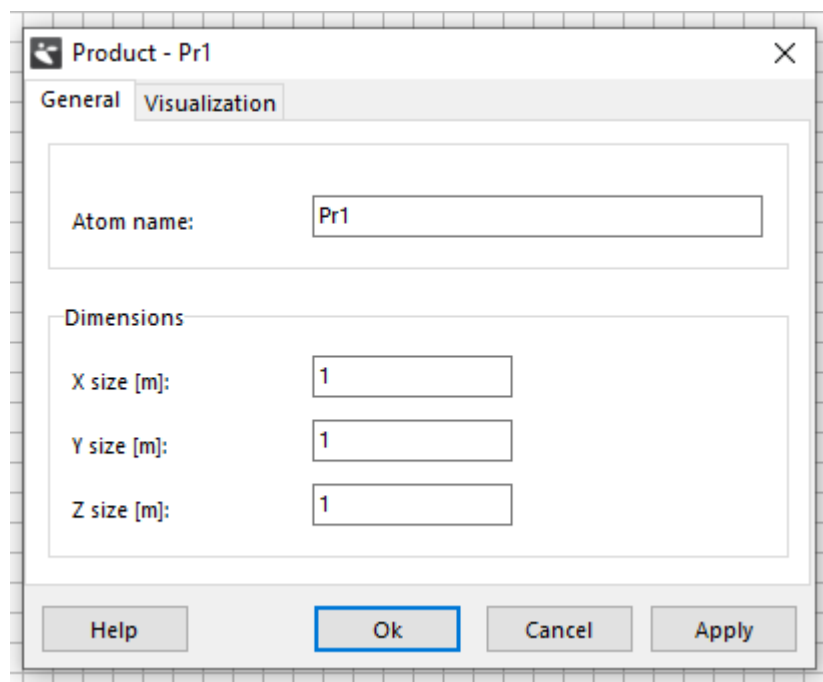 Product - Pr1
General Visualization
Atom name: Pr1
Dimensions
X size [m]: 1
Y size [m]: 1
Z size [m]: 1
Help Ok Cancel Apply